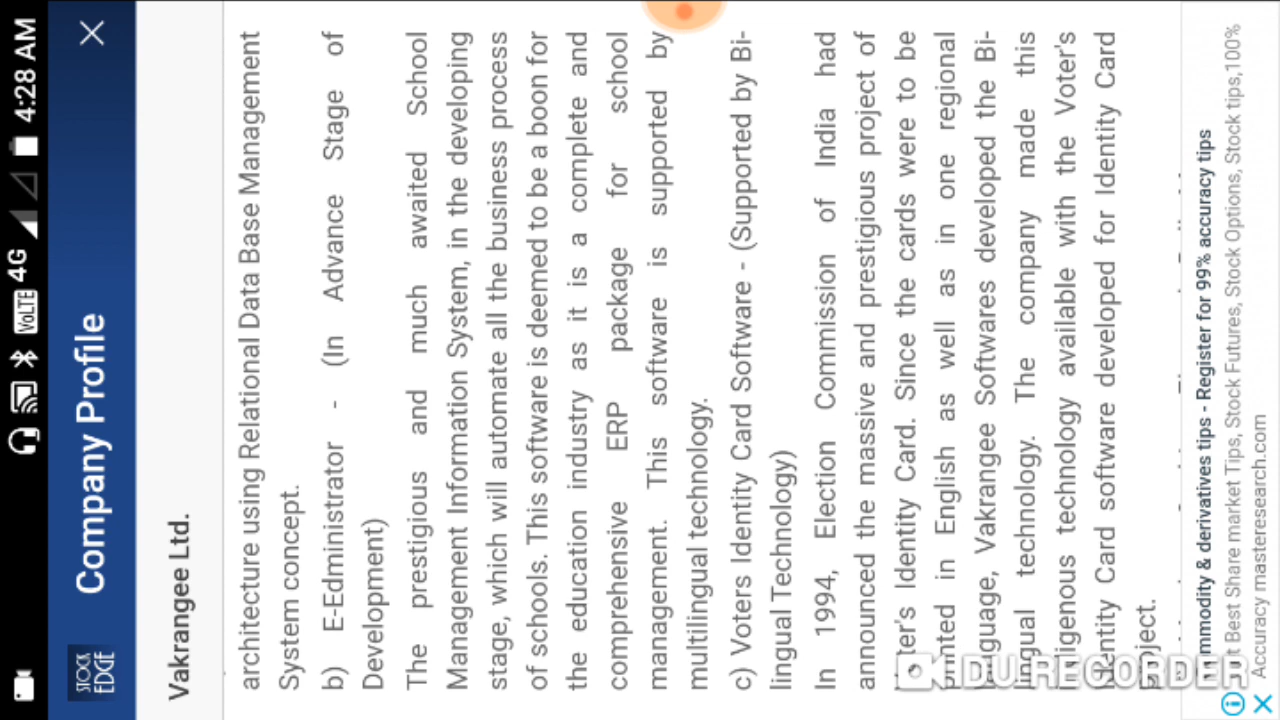 4G 4:28 AM
VoLTE
STOCK EDGE Company Profile
Vakrangee Ltd.
architecture using Relational Data Base Management
System concept.
b) E-Edministrator - (In Advance Stage of
Development)
The prestigious and much awaited School
Management Information System, in the developing
stage, which will automate all the business process
of schools. This software is deemed to be a boon for
the education industry as it is a complete and
comprehensive ERP package for school
management. This software is supported by
multilingual technology.
c) Voters Identity Card Software - (Supported by Bi-
lingual Technology)
In 1994, Election Commission of India had
announced the massive and prestigious project of
Identity Card. Since the cards were to be
in English as well as in one regional
Vakrangee Softwares developed the Bi-
technology. The company made this
technology available with the Voter's
Identity Card software developed for Identity Card
DU RECORDER
& derivatives tips - Register for 99% accuracy tips
Best Share market Tips, Stock Futures, Stock Options, Stock tips,100%
Accuracy masteresearch.com